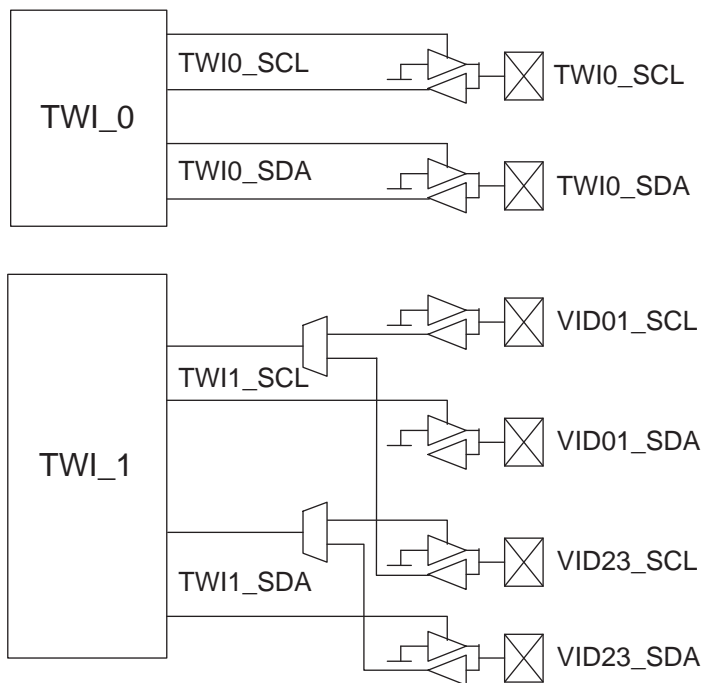 TWI0_SCL
TWI0_SCL
TWI_0
TWI0_SDA
TWI0_SDA
VID01_SCL
TWI1_SCL
VID01_SDA
TWI_1
VID23_SCL
TWI1_SDA
VID23_SDA